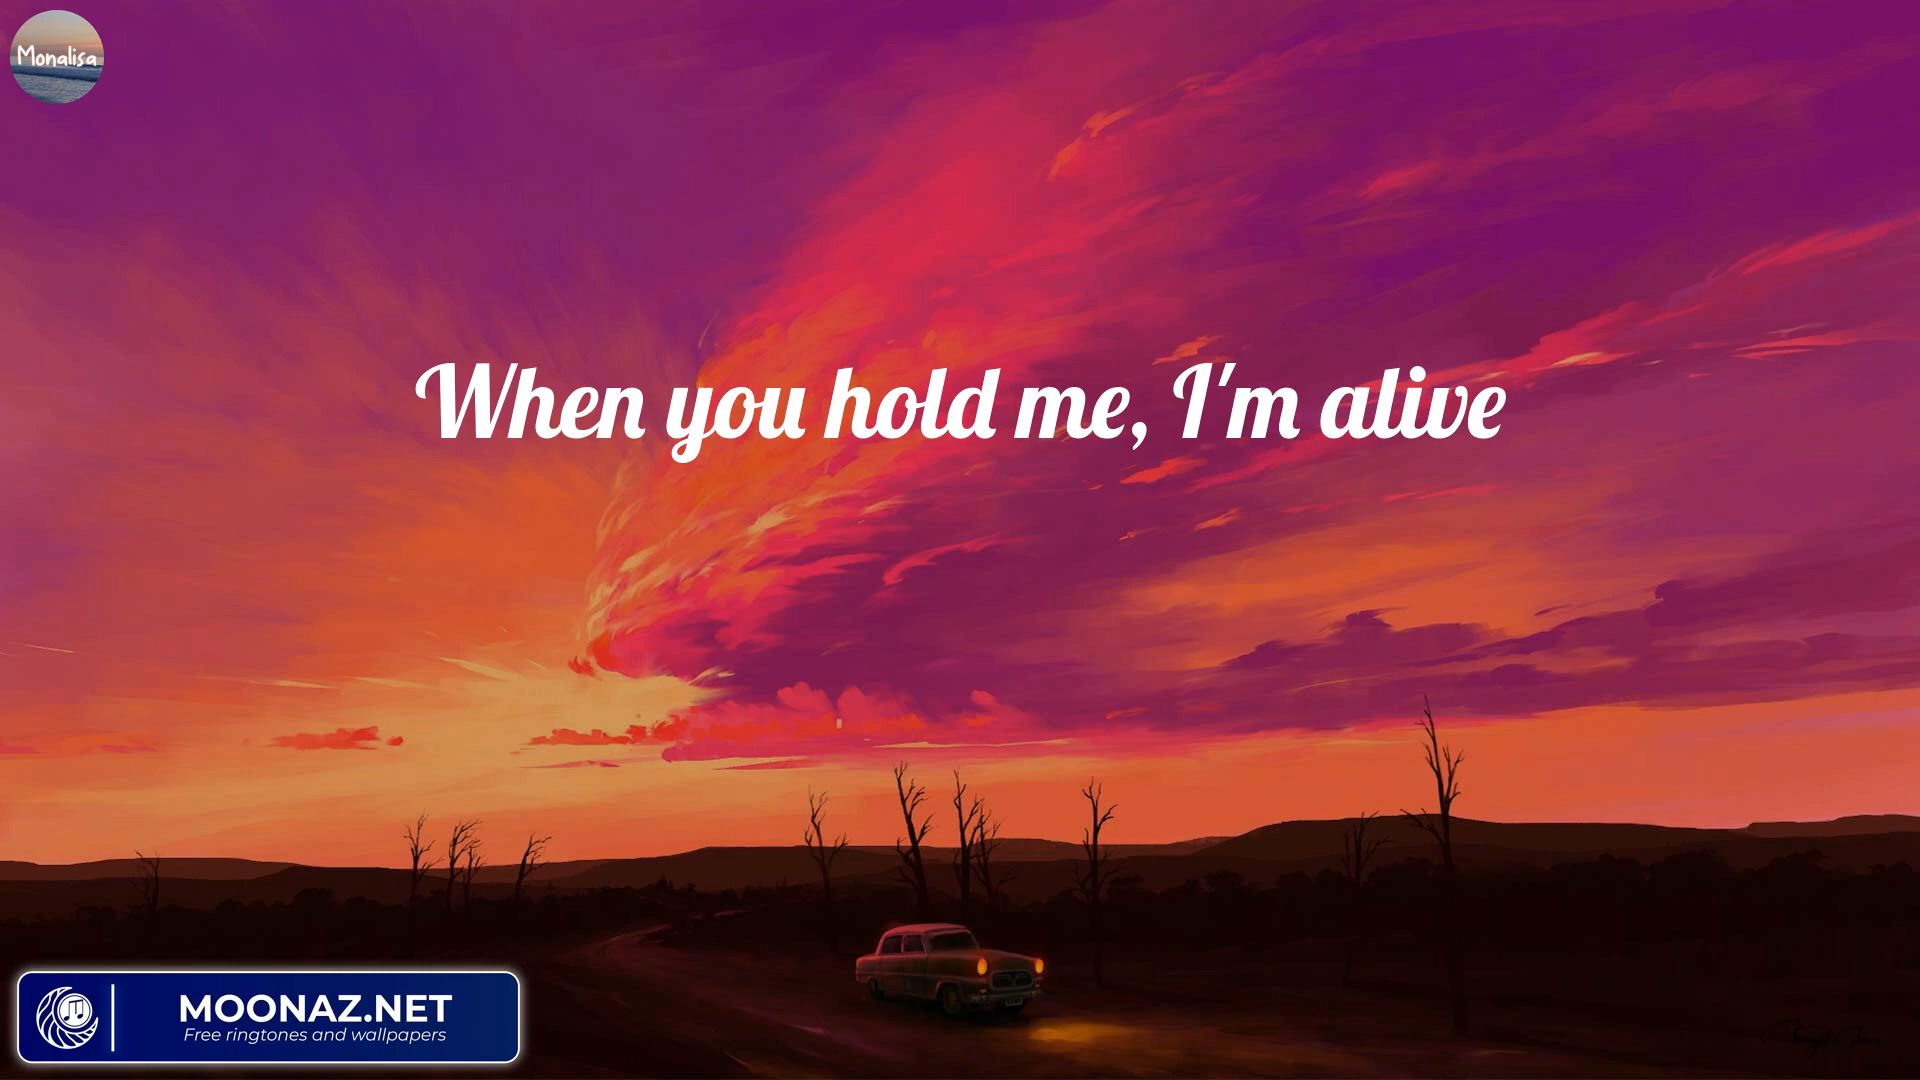 Monalisa
When you hold me, I'm alive
MOONAZ.NET
Free ringtones and wallpapers